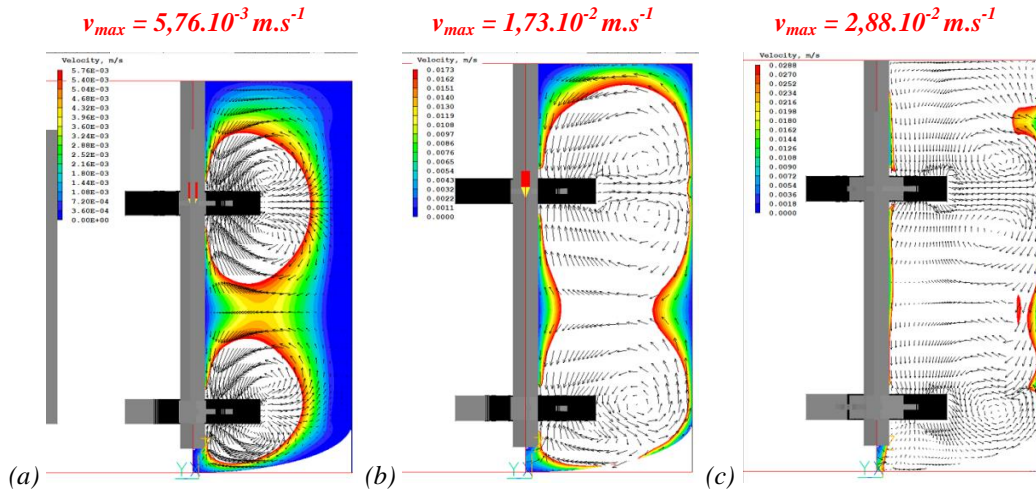 v_max = 5,76.10^-3 m.s^-1
v_max = 1,73.10^-2 m.s^-1
v_max = 2,88.10^-2 m.s^-1
Velocity, m/s
5.76E-03
5.40E-03
5.04E-03
4.68E-03
4.32E-03
3.96E-03
3.60E-03
3.24E-03
2.88E-03
2.52E-03
2.16E-03
1.80E-03
1.44E-03
1.08E-03
7.20E-04
3.60E-04
0.00E+00
Velocity, m/s
0.0173
0.0162
0.0151
0.0140
0.0130
0.0119
0.0108
0.0097
0.0086
0.0076
0.0065
0.0054
0.0043
0.0032
0.0022
0.0011
0.0000
Velocity, m/s
0.0288
0.0270
0.0252
0.0234
0.0216
0.0198
0.0180
0.0162
0.0144
0.0126
0.0108
0.0090
0.0072
0.0054
0.0036
0.0018
0.0000
(a)
(b)
(c)